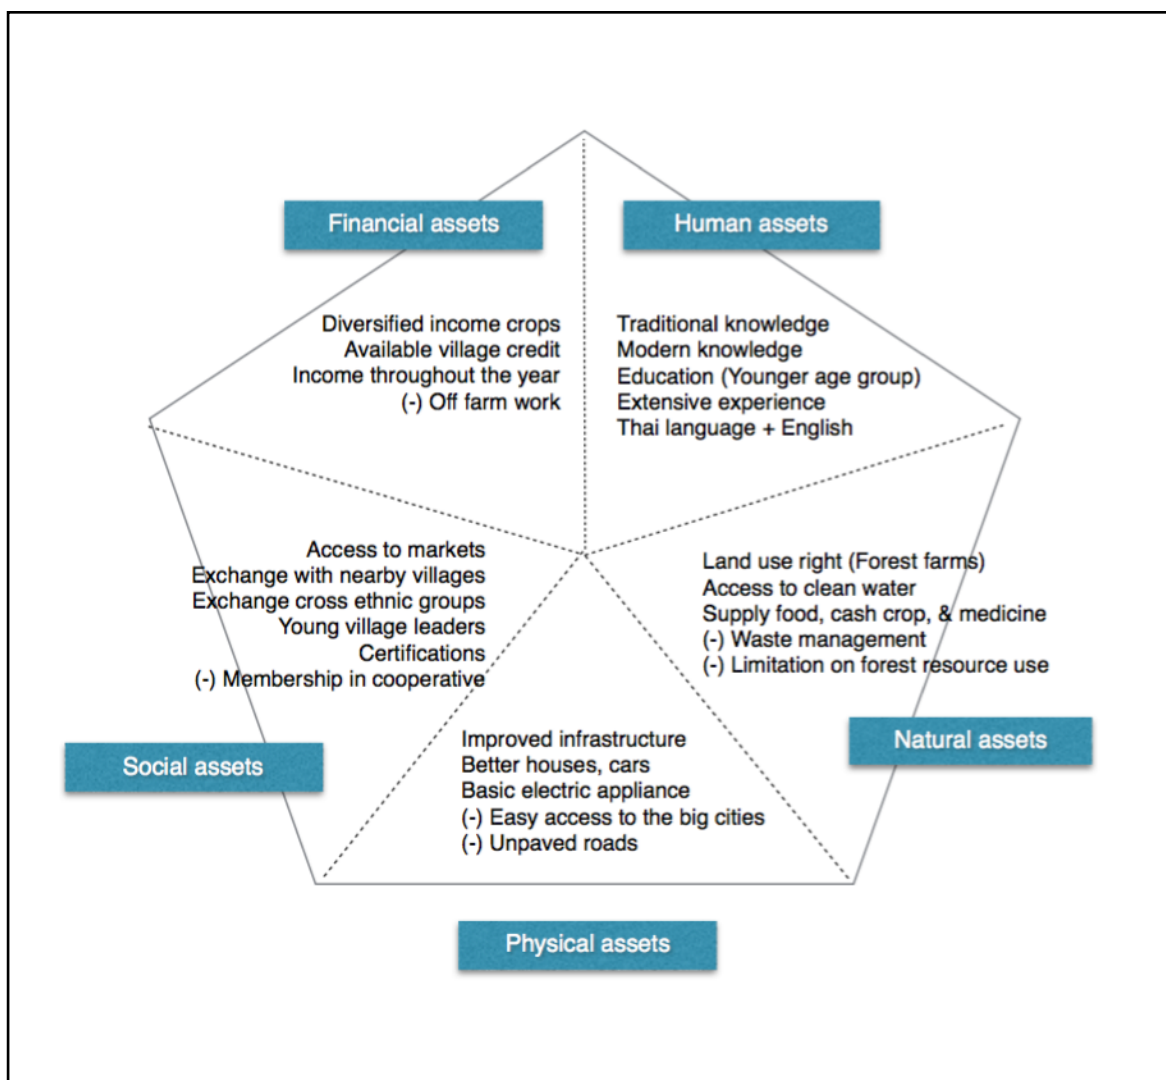 Financial assets
Human assets
Diversified income crops
Available village credit
Income throughout the year
(-) Off farm work
Traditional knowledge
Modern knowledge
Education (Younger age group)
Extensive experience
Thai language + English
Access to markets
Exchange with nearby villages
Exchange cross ethnic groups
Young village leaders
Certifications
(-) Membership in cooperative
Land use right (Forest farms)
Access to clean water
Supply food, cash crop, & medicine
(-) Waste management
(-) Limitation on forest resource use
Social assets
Natural assets
Improved infrastructure
Better houses, cars
Basic electric appliance
(-) Easy access to the big cities
(-) Unpaved roads
Physical assets